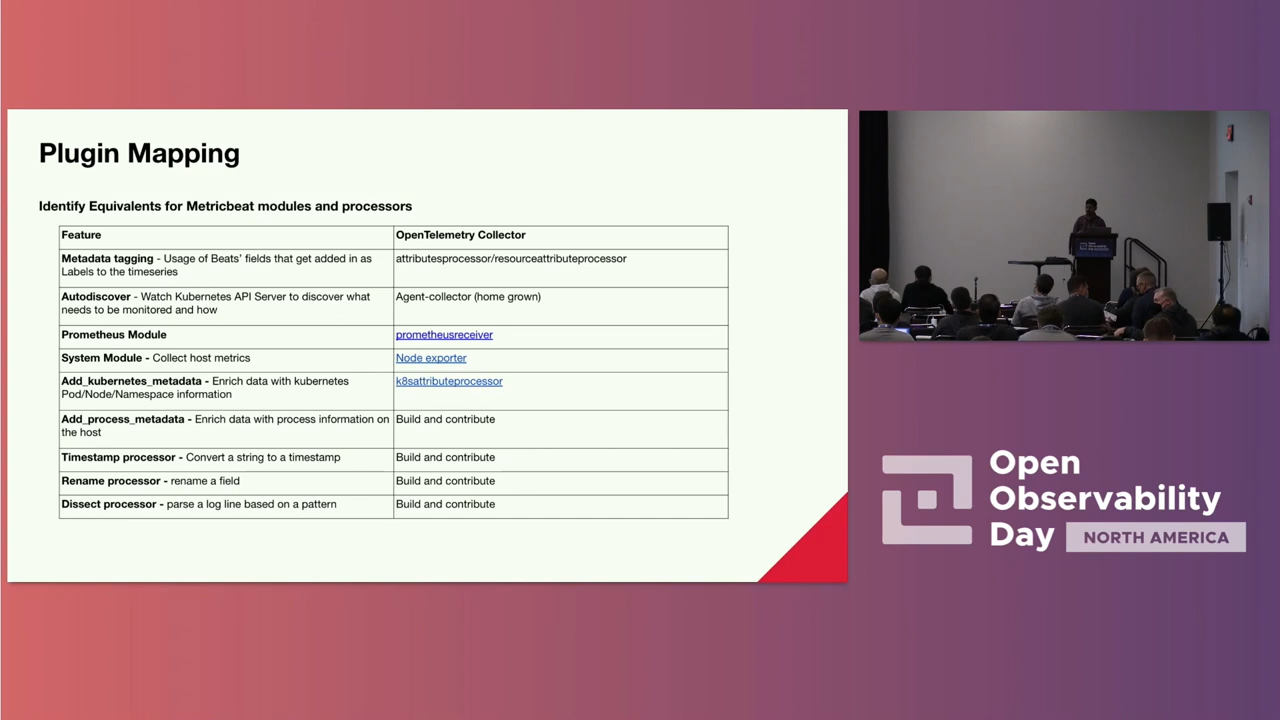 Plugin Mapping
Identify Equivalents for Metricbeat modules and processors
Feature
OpenTelemetry Collector
Metadata tagging - Usage of Beats' fields that get added in as
Labels to the timeseries
attributesprocessor/resourceattributeprocessor
Autodiscover - Watch Kubernetes API Server to discover what
needs to be monitored and how
Agent-collector (home grown)
Prometheus Module
prometheusreceiver
System Module - Collect host metrics
Node exporter
Add_kubernetes_metadata - Enrich data with kubernetes
Pod/Node/Namespace information
k8sattributeprocessor
Add_process_metadata - Enrich data with process information on
the host
Build and contribute
Timestamp processor - Convert a string to a timestamp
Build and contribute
Rename processor - rename a field
Build and contribute
Dissect processor - parse a log line based on a pattern
Build and contribute
Open
Observability
Day NORTH AMERICA